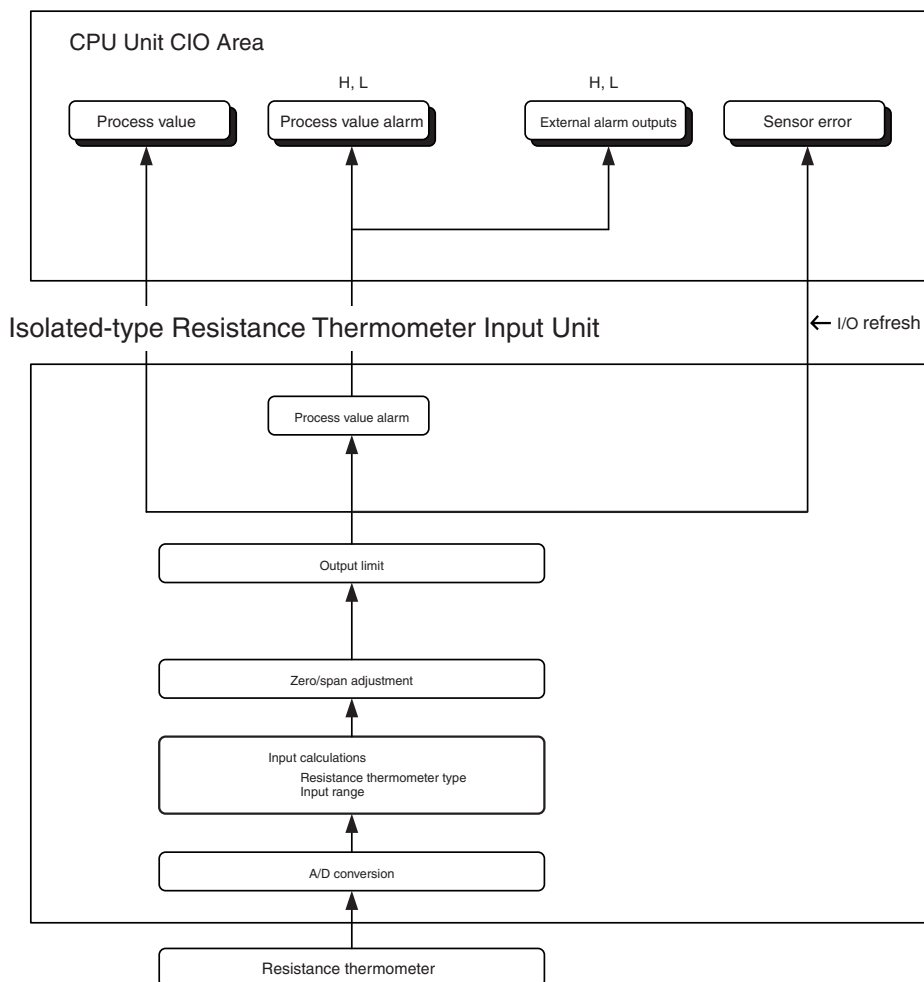 CPU Unit CIO Area
H, L
H, L
Process value
Process value alarm
External alarm outputs
Sensor error
Isolated-type Resistance Thermometer Input Unit
I/O refresh
Process value alarm
Output limit
Zero/span adjustment
Input calculations
Resistance thermometer type
Input range
A/D conversion
Resistance thermometer